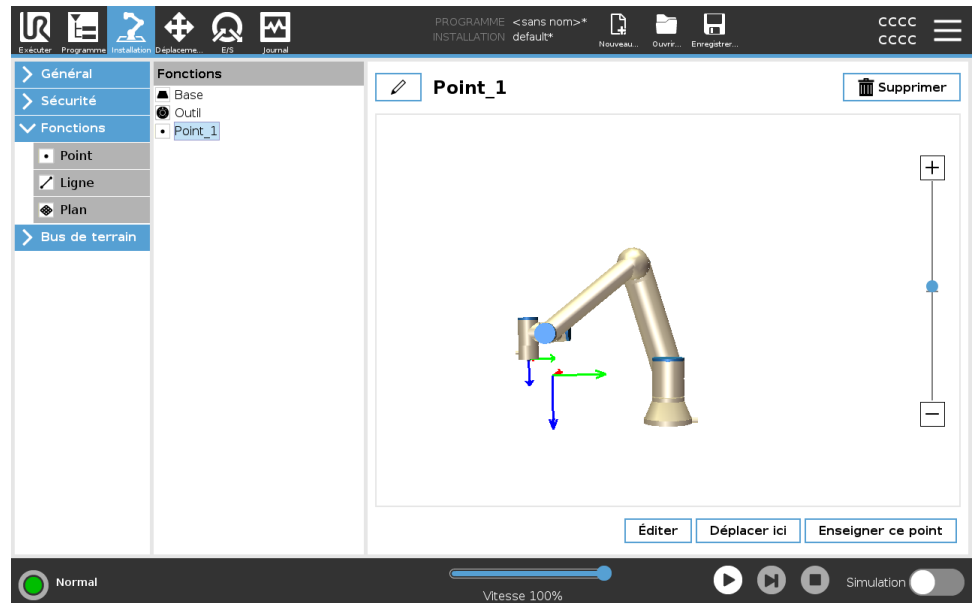 UR
PROGRAMME <sans nom>*
INSTALLATION default*
CCCC
CCCC
Exécuter Programme Installation Déplaceme... E/S Journal
Nouveau... Ouvrir... Enregistrer...
Général
Sécurité
Fonctions
Point
Ligne
Plan
Bus de terrain
Fonctions
Base
Outil
Point_1
Point_1
Supprimer
Éditer
Déplacer ici
Enseigner ce point
Normal
Vitesse 100%
Simulation